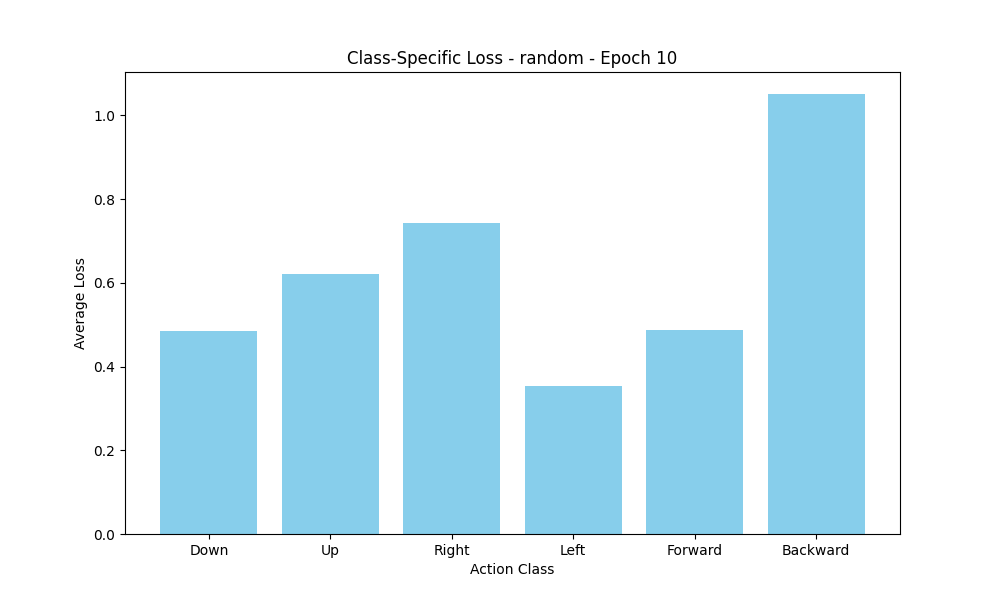 Class-Specific Loss - random - Epoch 10
Average Loss
1.0
0.8
0.6
0.4
0.2
0.0
Down Up Right Left Forward Backward
Action Class